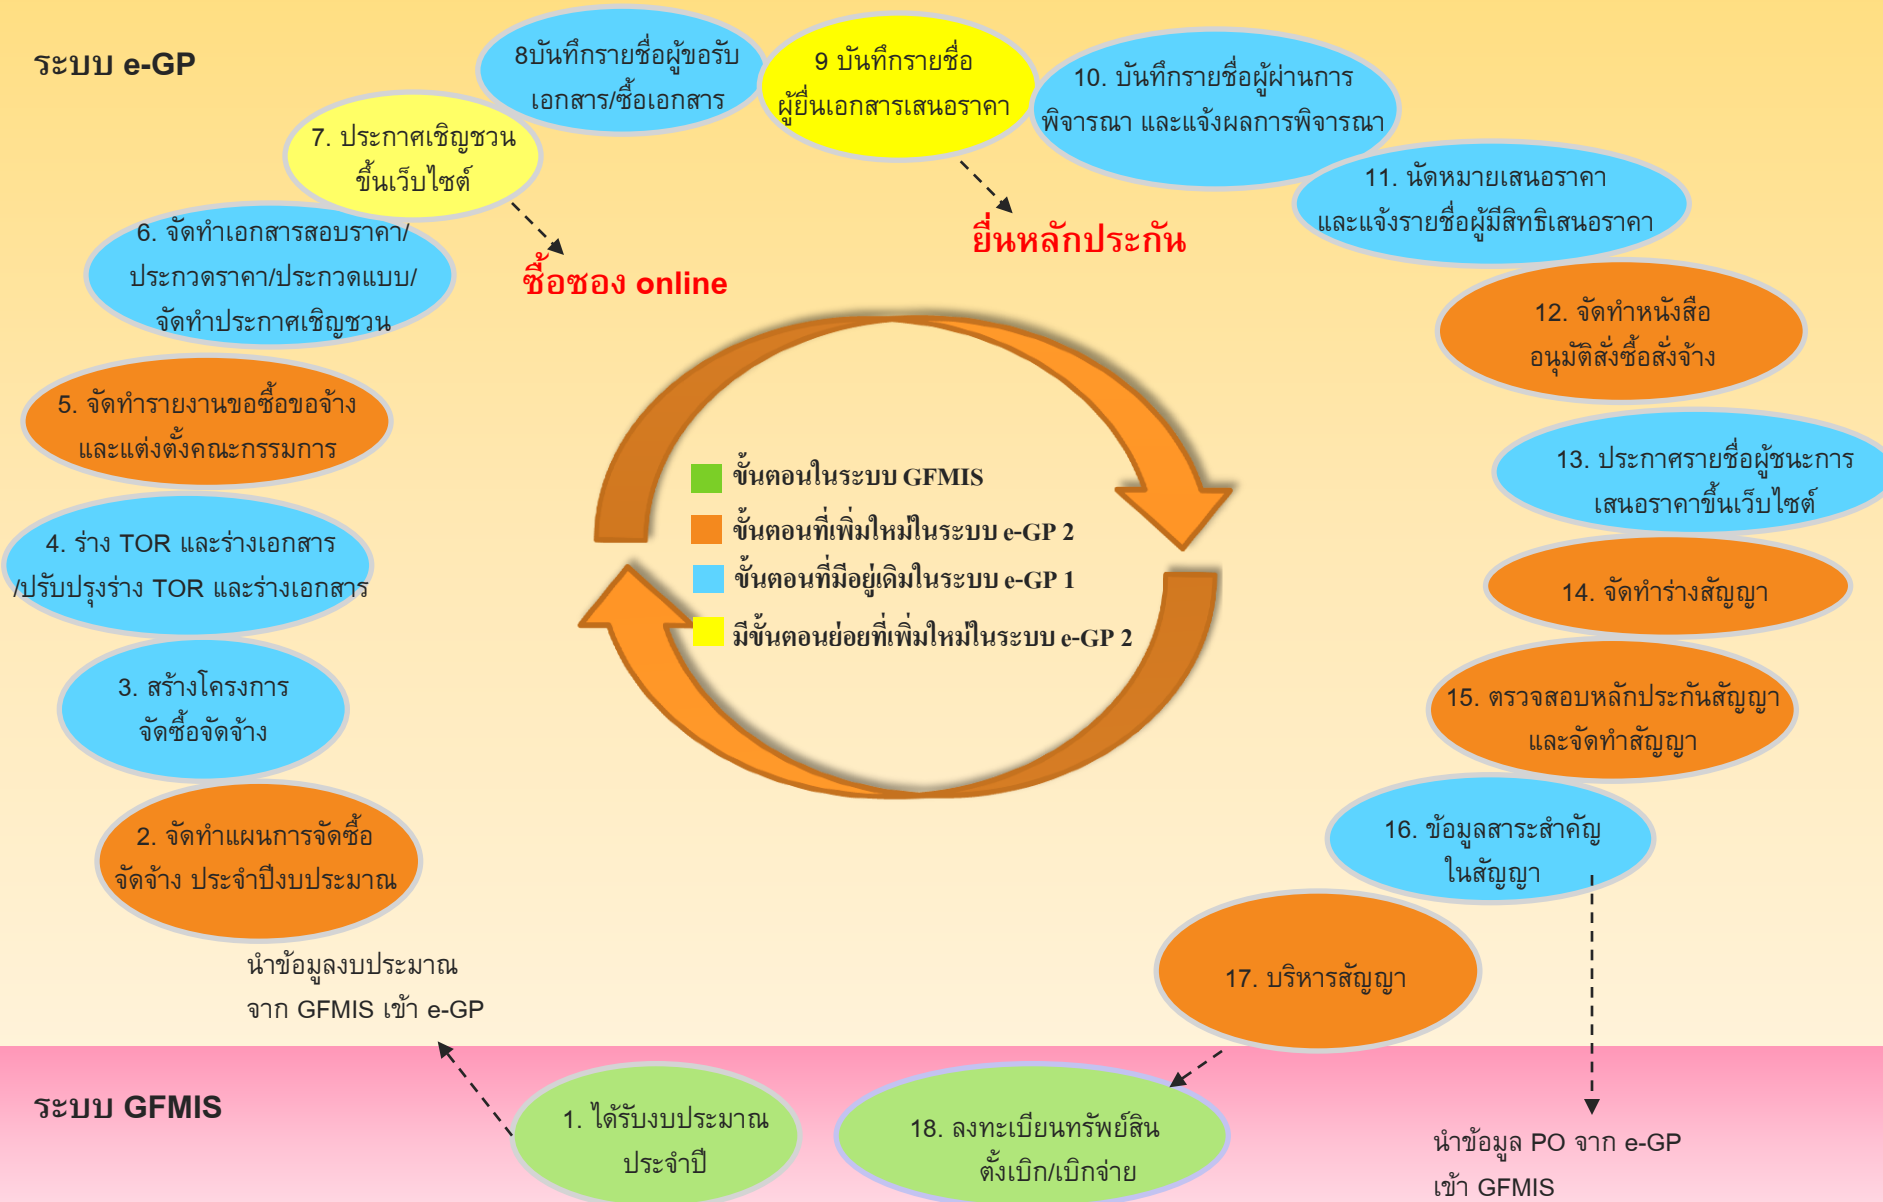 ระบบ e-GP
8บันทึกรายชื่อผู้ขอรับ
เอกสาร/ซื้อเอกสาร
9 บันทึกรายชื่อ
ผู้ยื่นเอกสารเสนอราคา
10. บันทึกรายชื่อผู้ผ่านการ
พิจารณา และแจ้งผลการพิจารณา
7. ประกาศเชิญชวน
ขึ้นเว็บไซต์
11. นัดหมายเสนอราคา
และแจ้งรายชื่อผู้มีสิทธิเสนอราคา
6. จัดทำเอกสารสอบราคา/
ประกวดราคา/ประกวดแบบ/
จัดทำประกาศเชิญชวน
ซื้อซอง online
ยื่นหลักประกัน
12. จัดทำหนังสือ
อนุมัติสั่งซื้อสั่งจ้าง
5. จัดทำรายงานขอซื้อขอจ้าง
และแต่งตั้งคณะกรรมการ
13. ประกาศรายชื่อผู้ชนะการ
เสนอราคาขึ้นเว็บไซต์
ขั้นตอนในระบบ GFMIS
ขั้นตอนที่เพิ่มใหม่ในระบบ e-GP 2
ขั้นตอนที่มีอยู่เดิมในระบบ e-GP 1
มีขั้นตอนย่อยที่เพิ่มใหม่ในระบบ e-GP 2
4. ร่าง TOR และร่างเอกสาร
/ปรับปรุงร่าง TOR และร่างเอกสาร
14. จัดทำร่างสัญญา
3. สร้างโครงการ
จัดซื้อจัดจ้าง
15. ตรวจสอบหลักประกันสัญญา
และจัดทำสัญญา
2. จัดทำแผนการจัดซื้อ
จัดจ้าง ประจำปีงบประมาณ
16. ข้อมูลสาระสำคัญ
ในสัญญา
นำข้อมูลงบประมาณ
จาก GFMIS เข้า e-GP
17. บริหารสัญญา
ระบบ GFMIS
1. ได้รับงบประมาณ
ประจำปี
18. ลงทะเบียนทรัพย์สิน
ตั้งเบิก/เบิกจ่าย
นำข้อมูล PO จาก e-GP
เข้า GFMIS